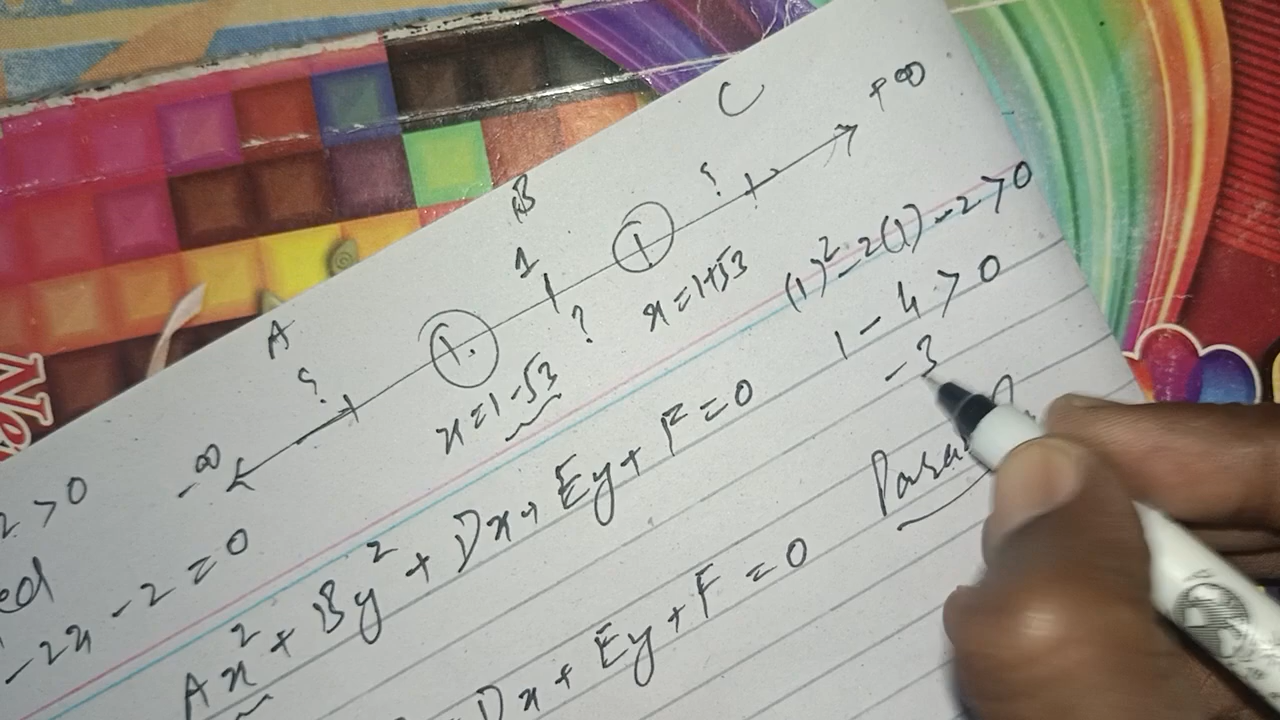 C
+∞
B
?
1
A
?
?
x=1+√3
(1)²-2(1)-2>0
x=1-√3
1-4>0
-∞
-3
2>0
-2x-2=0
Ax²+By²+Dx+Ey+F=0
Dx+Ey+F=0